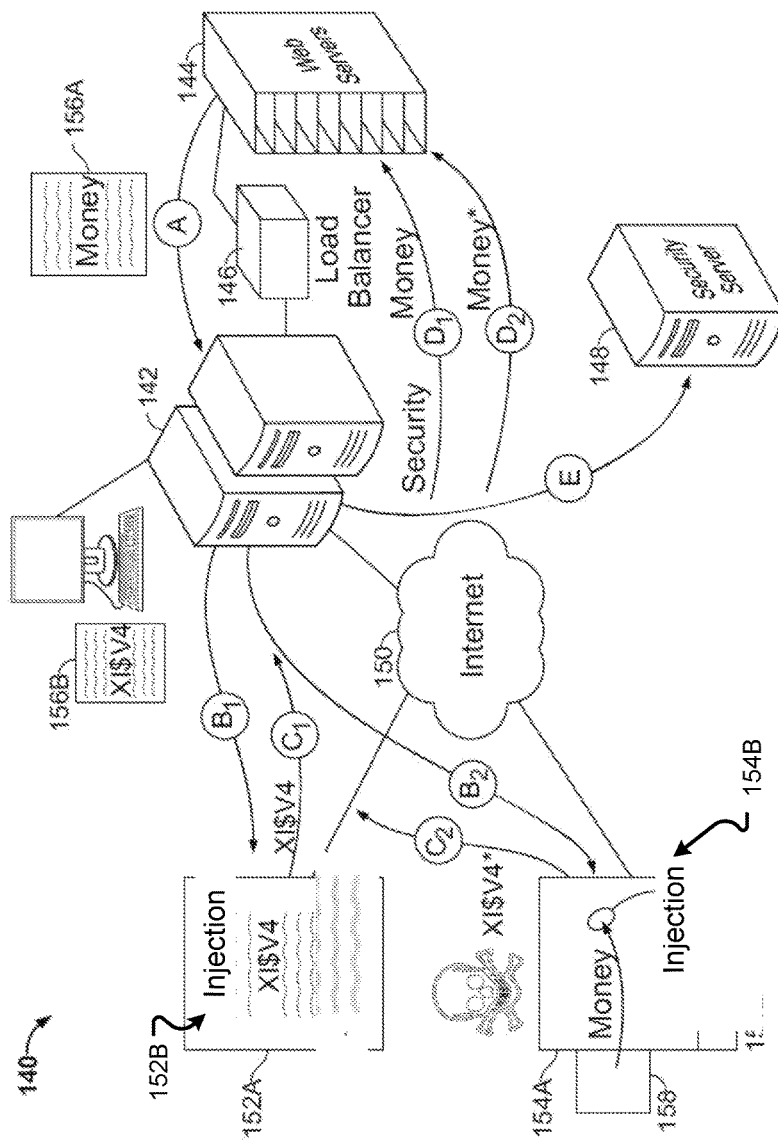 140
152B
Injection
XI$V4
152A
156B
XI$V4
B1
C1
XI$V4
142
156A
Money
A
146
Load
Balancer
144
Web
Servers
Security
D1
Money
D2
Money*
150
Internet
E
148
Security
Server
B2
C2
XI$V4*
154A
Money
Injection
158
154B